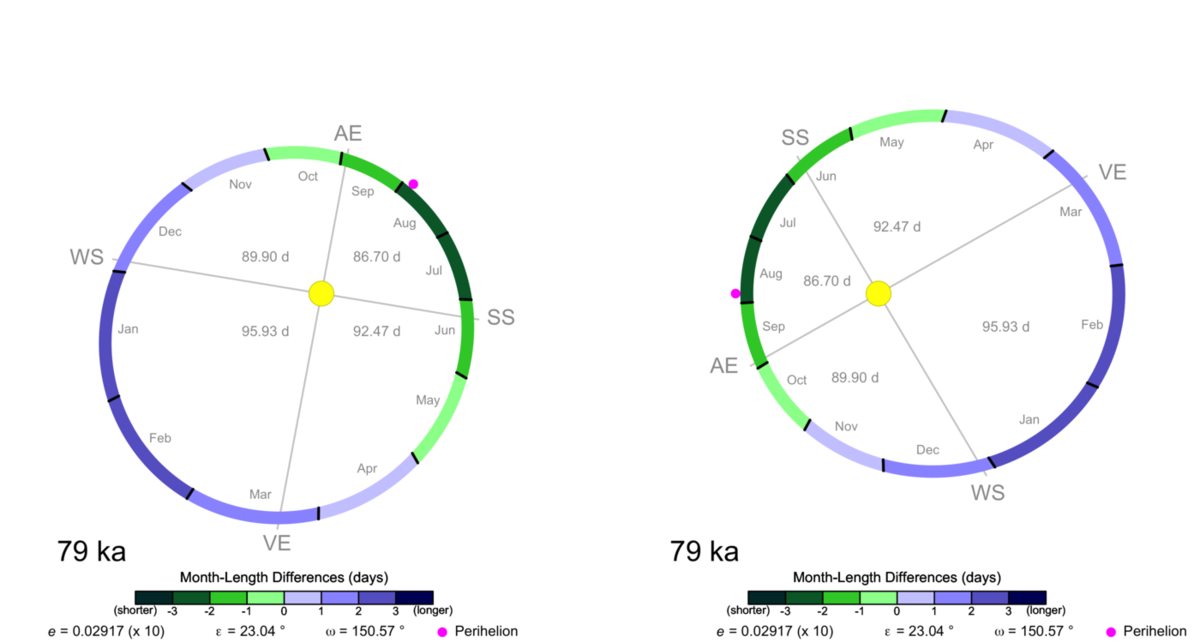 AE
Oct
Sep
Nov
Aug
Dec
89.90 d
86.70 d
Jul
WS
SS
95.93 d
92.47 d
Jan
Jun
May
Feb
Apr
Mar
VE
79 ka
Month-Length Differences (days)
(shorter) -3 -2 -1 0 1 2 3 (longer)
e = 0.02917 (x 10) ε = 23.04 ° ω = 150.57 ° Perihelion
SS
May
Apr
VE
Jun
Mar
Jul
92.47 d
Aug
86.70 d
Sep
95.93 d
Feb
AE
Oct
89.90 d
Nov
Jan
Dec
WS
79 ka
Month-Length Differences (days)
(shorter) -3 -2 -1 0 1 2 3 (longer)
e = 0.02917 (x 10) ε = 23.04 ° ω = 150.57 ° Perihelion